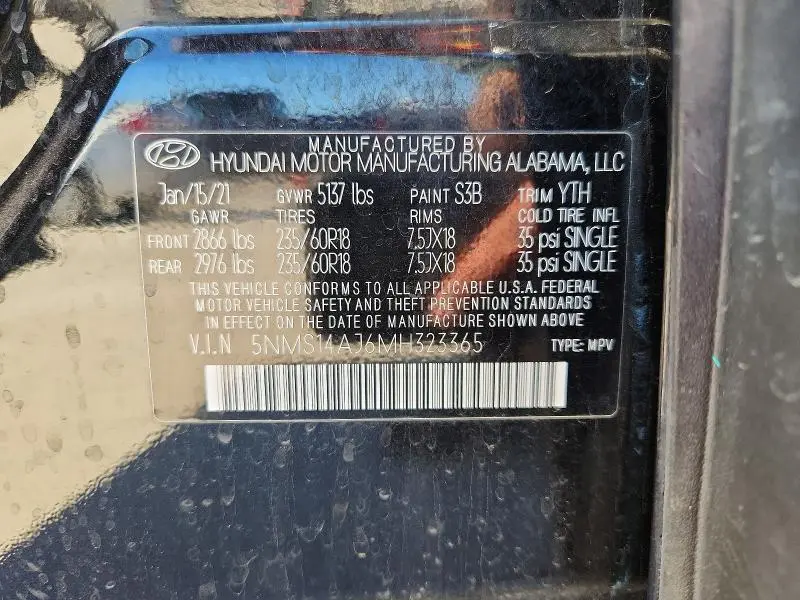 MANUFACTURED BY
HYUNDAI MOTOR MANUFACTURING ALABAMA, LLC
Jan/15/21 GVWR 5137 lbs PAINT S3B TRIM YTH
GAWR TIRES RIMS COLD TIRE INFL
FRONT 2866 lbs 235/60R18 7.5JX18 35 psi SINGLE
REAR 2976 lbs 235/60R18 7.5JX18 35 psi SINGLE
THIS VEHICLE CONFORMS TO ALL APPLICABLE U.S.A. FEDERAL
MOTOR VEHICLE SAFETY AND THEFT PREVENTION STANDARDS
IN EFFECT ON THE DATE OF MANUFACTURE SHOWN ABOVE
V.I.N 5NMS14AJ6MH323365 TYPE: MPV